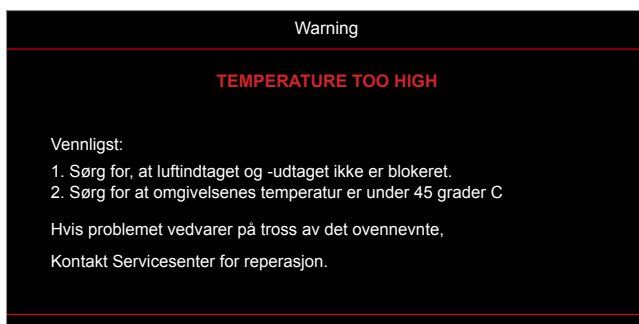 Warning
TEMPERATURE TOO HIGH
Vennligst:
1. Sørg for, at luftindtaget og -udtaget ikke er blokeret.
2. Sørg for at omgivelsenes temperatur er under 45 grader C
Hvis problemet vedvarer på tross av det ovennevnte,
Kontakt Servicesenter for reperasjon.